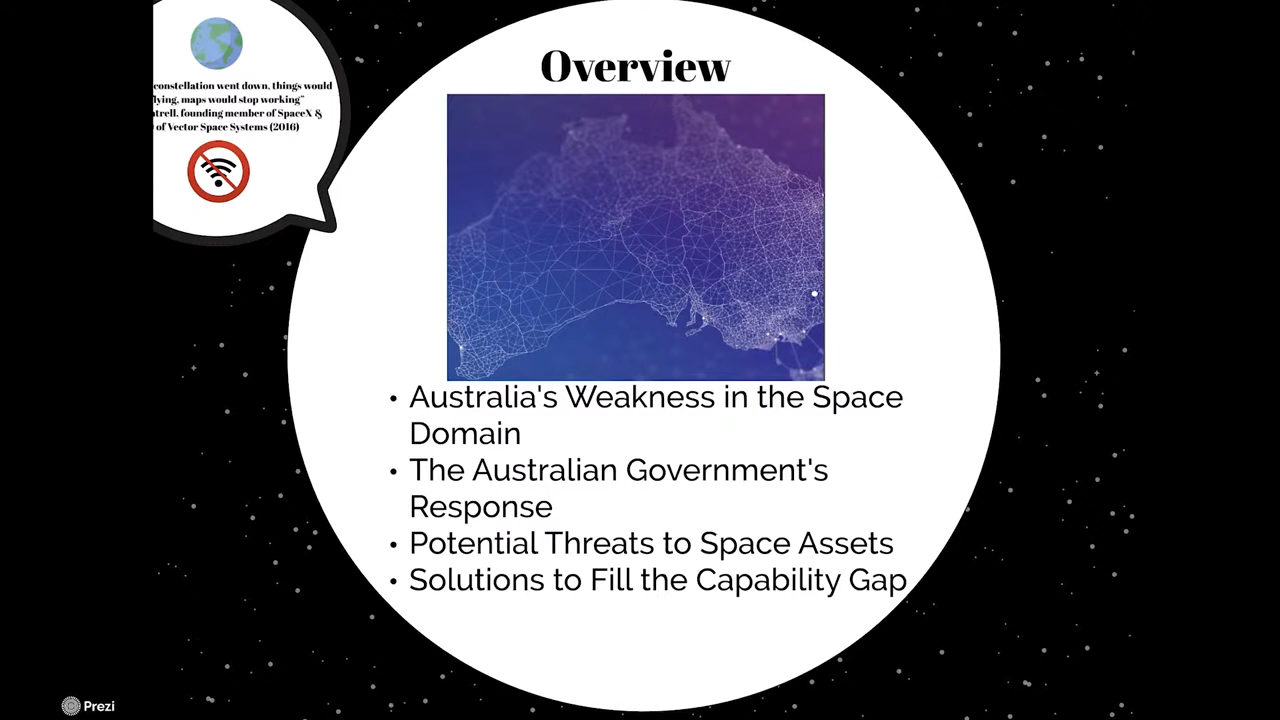 constellation went down, things would
lying, maps would stop working"
ntrell, founding member of SpaceX &
of Vector Space Systems (2016)
Overview
• Australia's Weakness in the Space
Domain
• The Australian Government's
Response
• Potential Threats to Space Assets
• Solutions to Fill the Capability Gap
Prezi